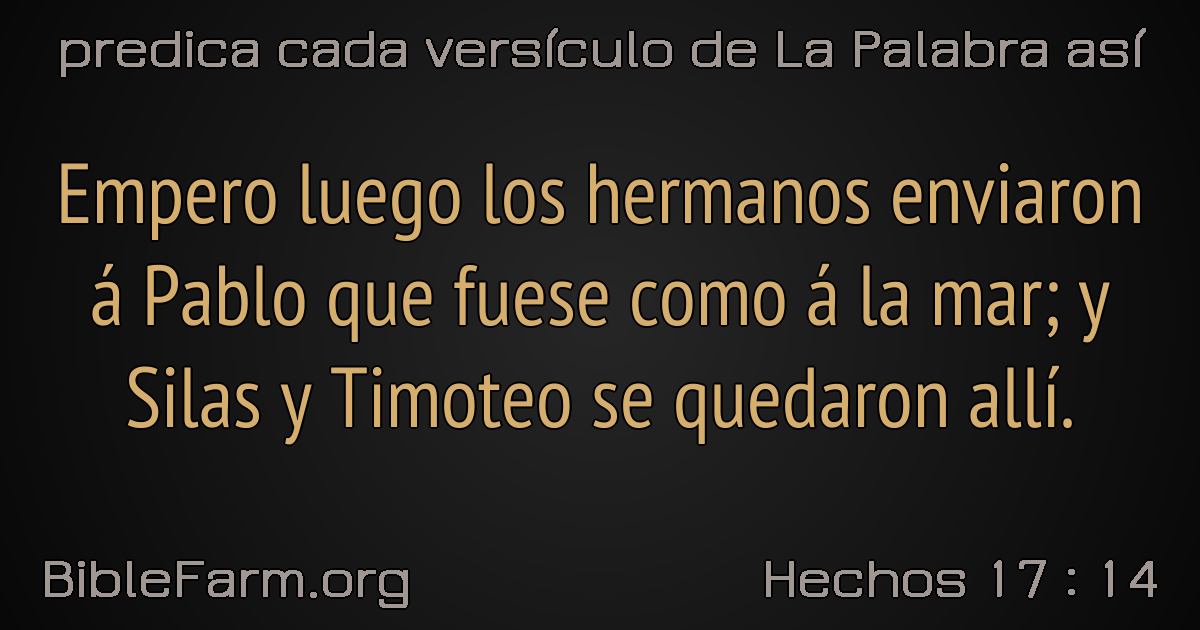 predica cada versículo de La Palabra así
Empero luego los hermanos enviaron
á Pablo que fuese como á la mar; y
Silas y Timoteo se quedaron allí.
BibleFarm.org
Hechos 17 : 14